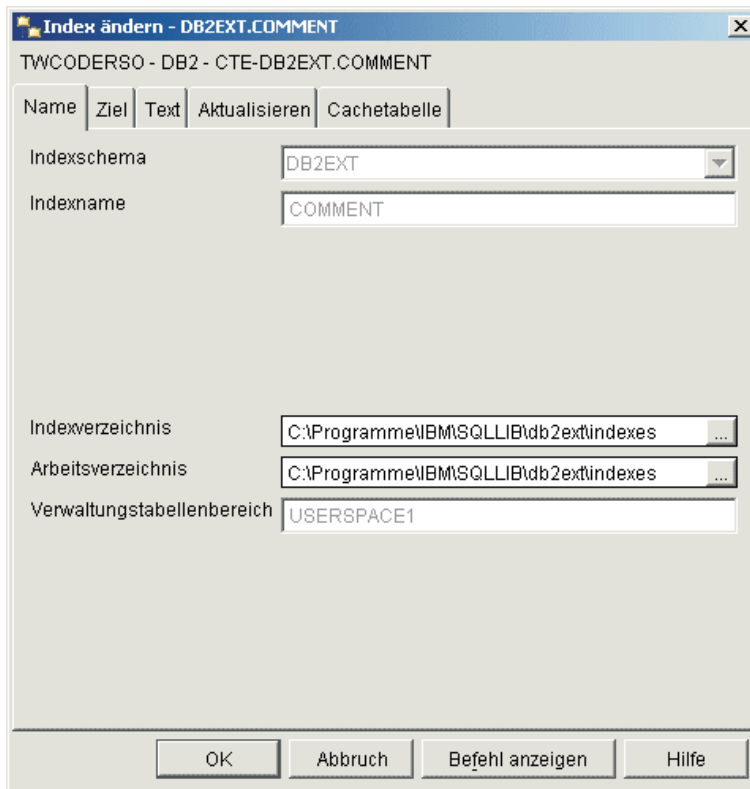 Index ändern - DB2EXT.COMMENT
TWCODERSO - DB2 - CTE-DB2EXT.COMMENT
Name Ziel Text Aktualisieren Cachetabelle
Indexschema DB2EXT
Indexname COMMENT
Indexverzeichnis C:\Programme\IBM\SQLLIB\db2ext\indexes ...
Arbeitsverzeichnis C:\Programme\IBM\SQLLIB\db2ext\indexes ...
Verwaltungstabellenbereich USERSPACE1
OK Abbruch Befehl anzeigen Hilfe